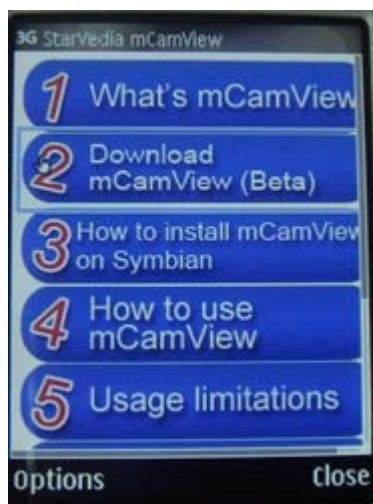 3G StarVedia mCamView
1 What's mCamView
2 Download
mCamView (Beta)
3 How to install mCamView
on Symbian
4 How to use
mCamView
5 Usage limitations
Options Close